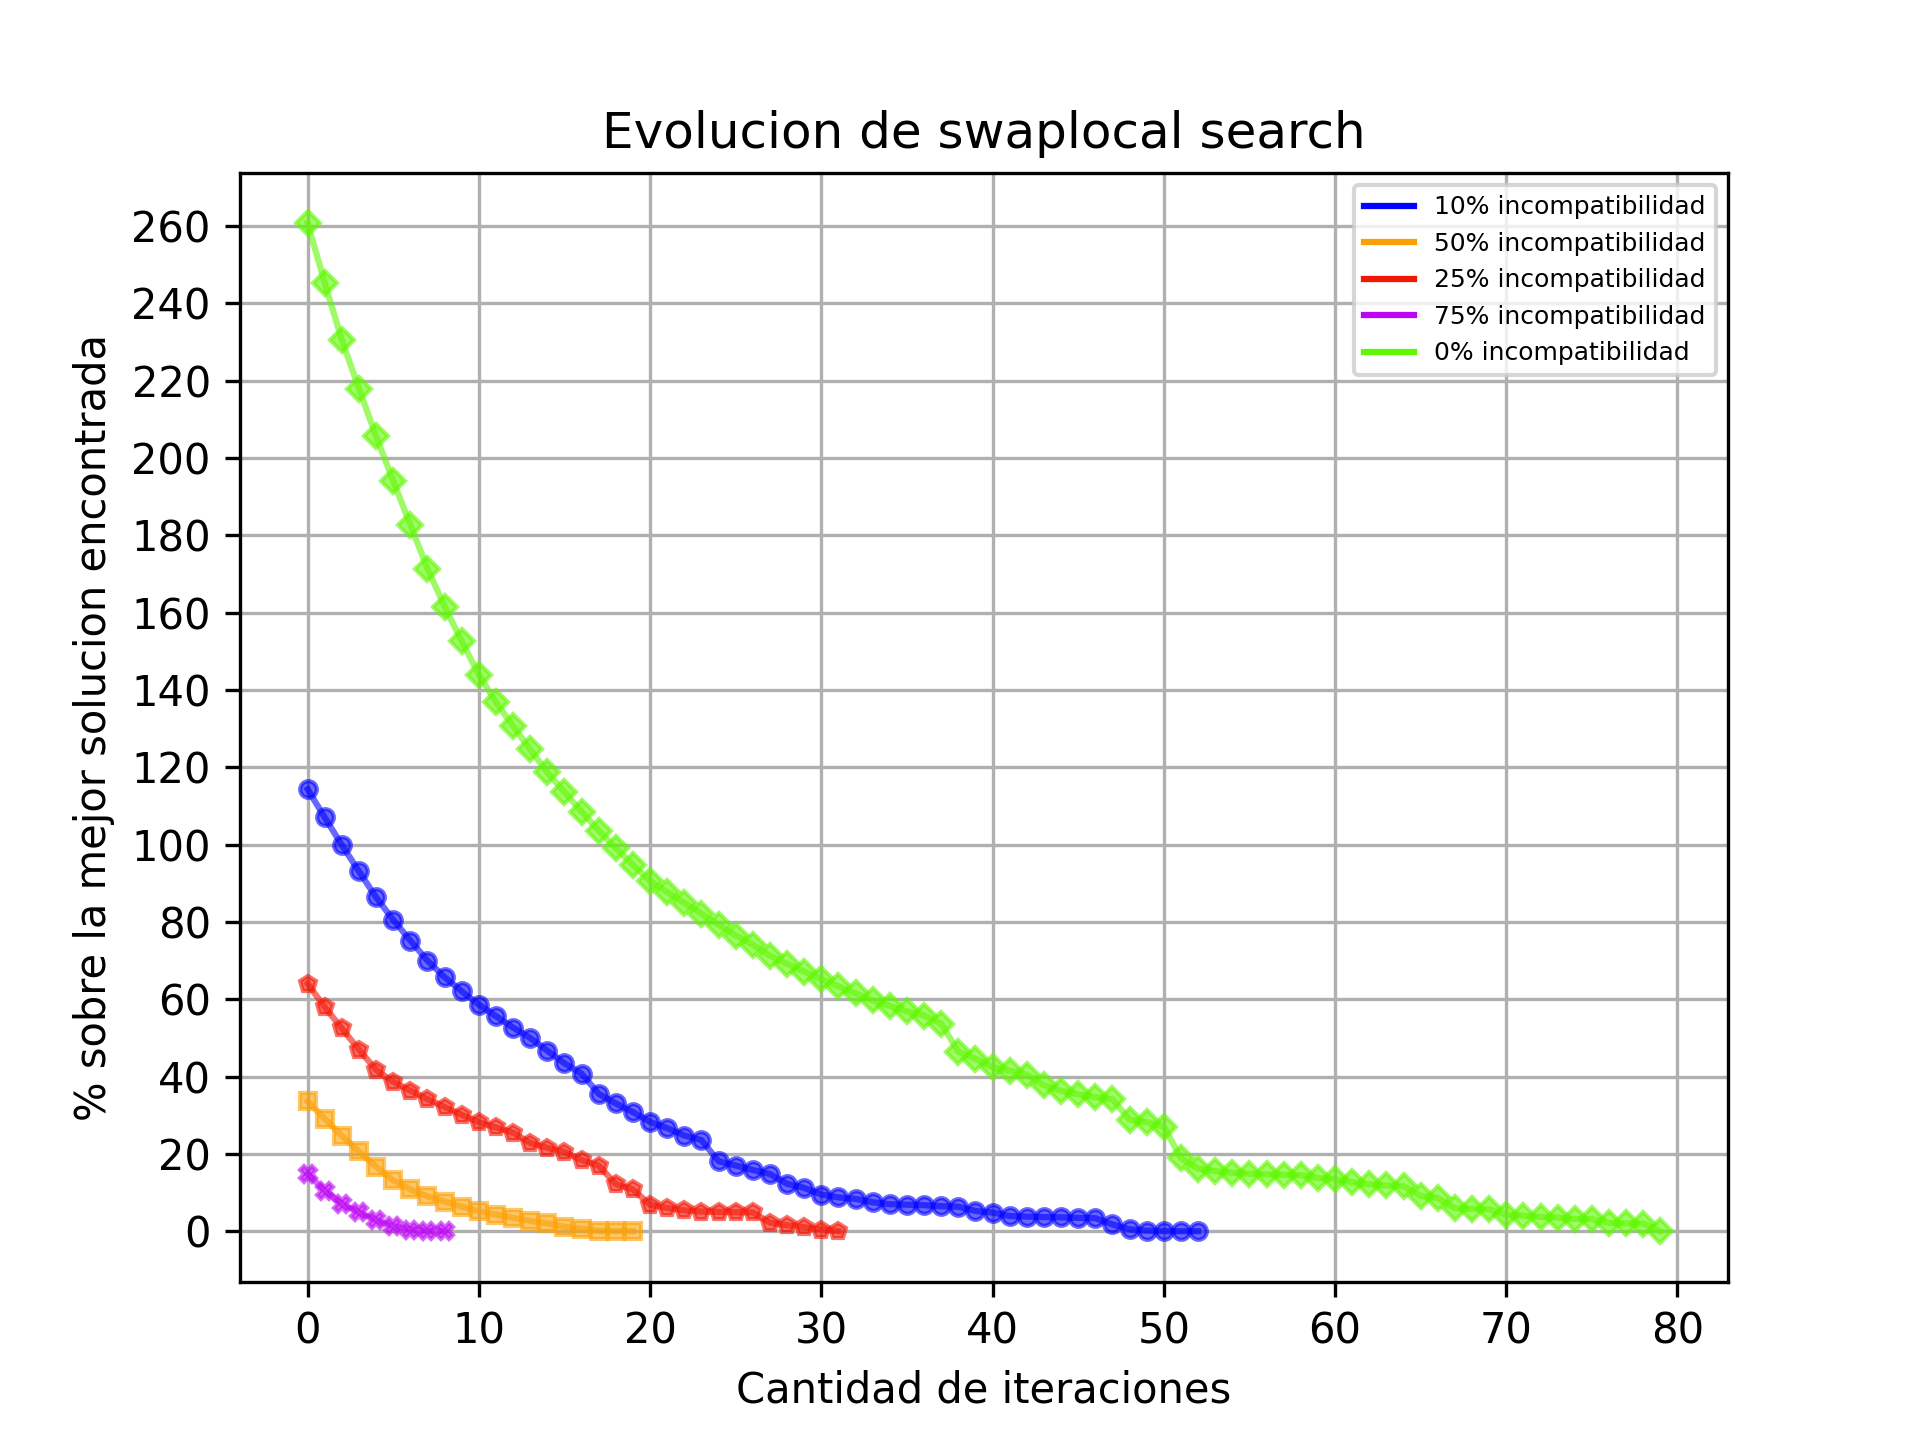 Evolucion de swaplocal search
10% incompatibilidad
50% incompatibilidad
25% incompatibilidad
75% incompatibilidad
0% incompatibilidad
% sobre la mejor solucion encontrada
260
240
220
200
180
160
140
120
100
80
60
40
20
0
0 10 20 30 40 50 60 70 80
Cantidad de iteraciones